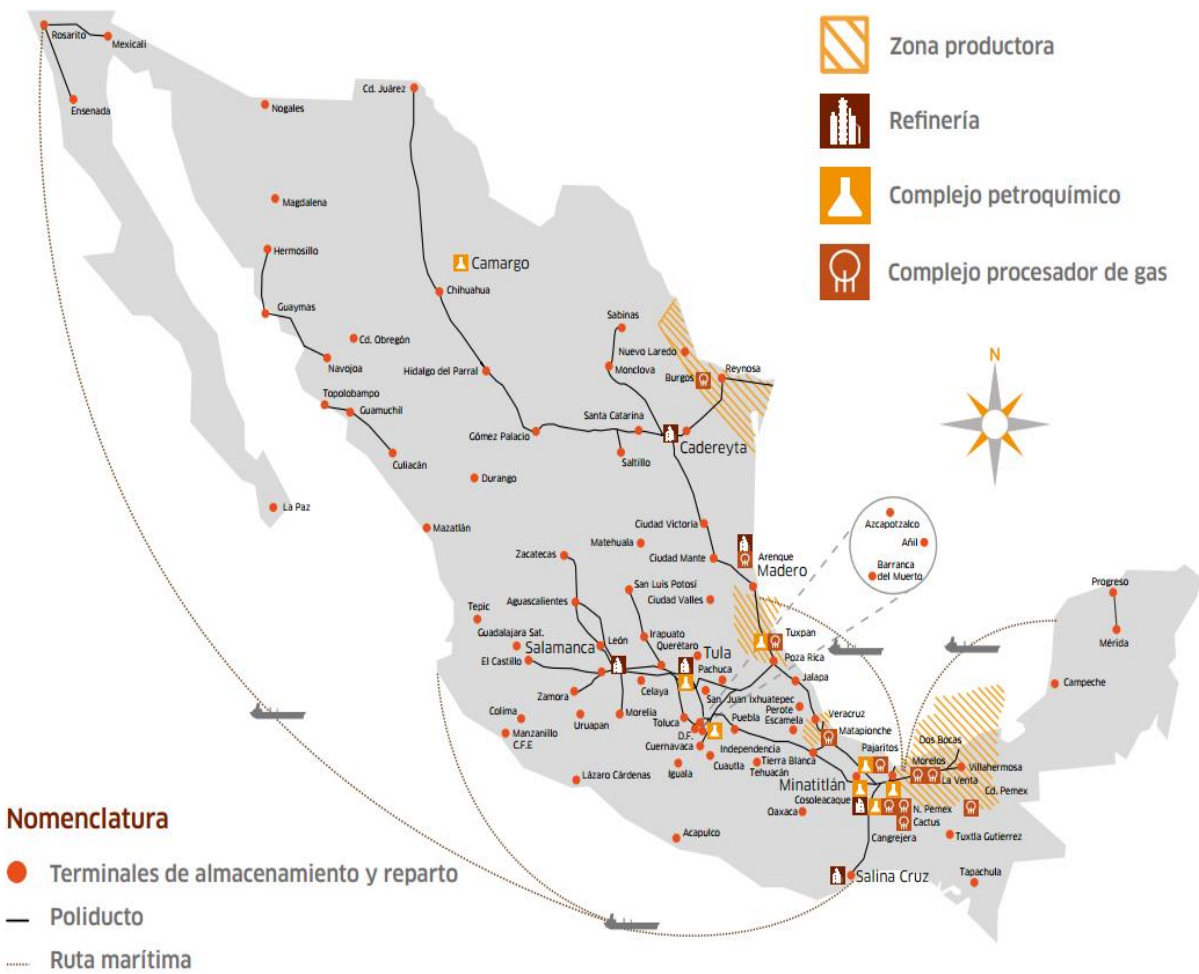 Rosarito
Mexicali
Ensenada
Nogales
Cd. Juárez
Magdalena
Hermosillo
Guaymas
Cd. Obregón
Navojoa
Topolobampo
Guamuchil
Culiacán
La Paz
Camargo
Chihuahua
Hidalgo del Parral
Gómez Palacio
Durango
Mazatlán
Sabinas
Monclova
Nuevo Laredo
Burgos
Reynosa
Santa Catarina
Saltillo
Cadereyta
Ciudad Victoria
Matehuala
Ciudad Mante
Arenque
Madero
Zacatecas
San Luis Potosí
Ciudad Valles
Aguascalientes
Tepic
Guadalajara Sat.
León
Irapuato
Salamanca
El Castillo
Querétaro
Tula
Pachuca
Tuxpan
Poza Rica
Jalapa
Zamora
Celaya
San Juan Ixhuatepec
Colima
Uruapan
Morelia
Toluca
Puebla
Perote
Escamela
Veracruz
Matapionche
Manzanillo
C.F.E
D.F.
Cuernavaca
Independencia
Cuautla
Tierra Blanca
Tehuacán
Iguala
Lázaro Cárdenas
Pajaritos
Dos Bocas
Morelos
La Venta
Villahermosa
Minatitlán
Cosoleacaque
Cd. Pemex
N. Pemex
Cactus
Oaxaca
Cangrejera
Tuxtla Gutierrez
Acapulco
Salina Cruz
Tapachula
Azcapotzalco
Añil
Barranca
del Muerto
Progreso
Mérida
Campeche
N
Zona productora
Refinería
Complejo petroquímico
Complejo procesador de gas
Nomenclatura
Terminales de almacenamiento y reparto
Poliducto
Ruta marítima